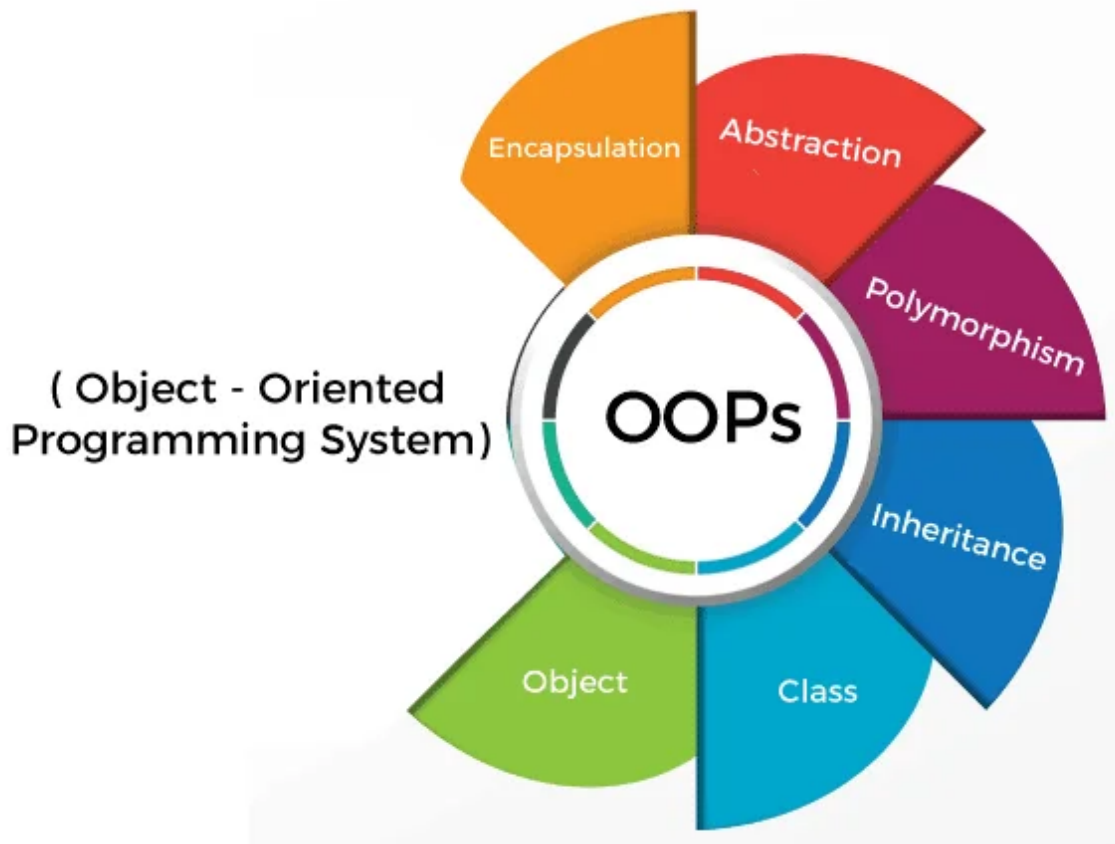 Encapsulation
Abstraction
Polymorphism
( Object - Oriented
Programming System)
OOPs
Inheritance
Object
Class